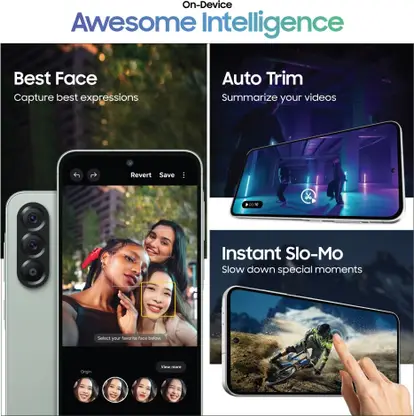 On-Device
Awesome Intelligence
Best Face
Capture best expressions
Revert Save
Select your favorite face below.
View more
Origin
Auto Trim
Summarize your videos
Instant Slo-Mo
Slow down special moments